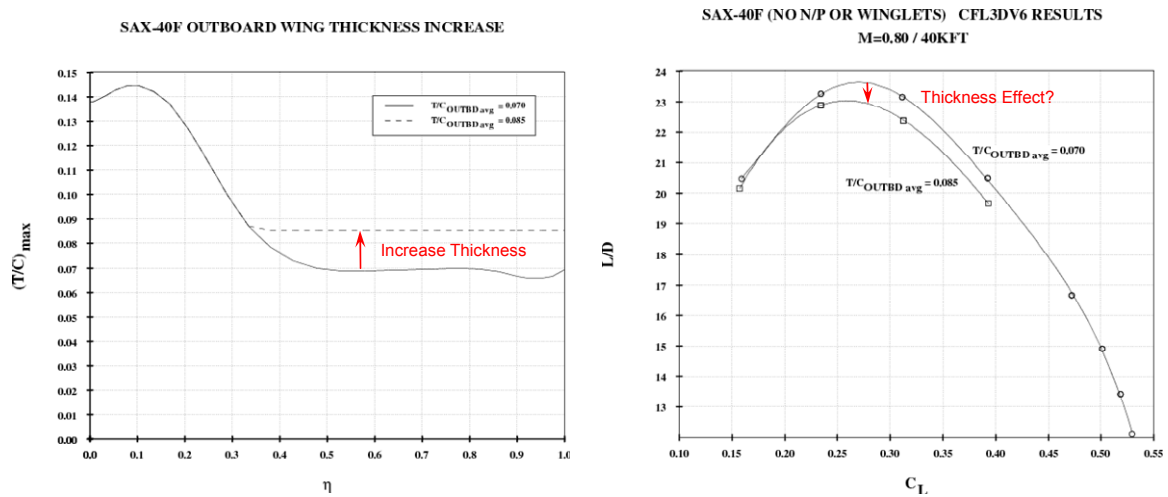 SAX-40F OUTBOARD WING THICKNESS INCREASE
0.15
0.14
0.13
0.12
0.11
0.10
0.09
0.08
0.07
0.06
0.05
0.04
0.03
0.02
0.01
0.00
(T/C)max
T/COUTBD avg = 0.070
T/COUTBD avg = 0.085
Increase Thickness
0.0 0.1 0.2 0.3 0.4 0.5 0.6 0.7 0.8 0.9 1.0
η
SAX-40F (NO N/P OR WINGLETS) CFL3DV6 RESULTS
M=0.80 / 40KFT
24
23
22
21
20
19
18
17
16
15
14
13
L/D
Thickness Effect?
T/COUTBD avg = 0.070
T/COUTBD avg = 0.085
0.10 0.15 0.20 0.25 0.30 0.35 0.40 0.45 0.50 0.55
CL